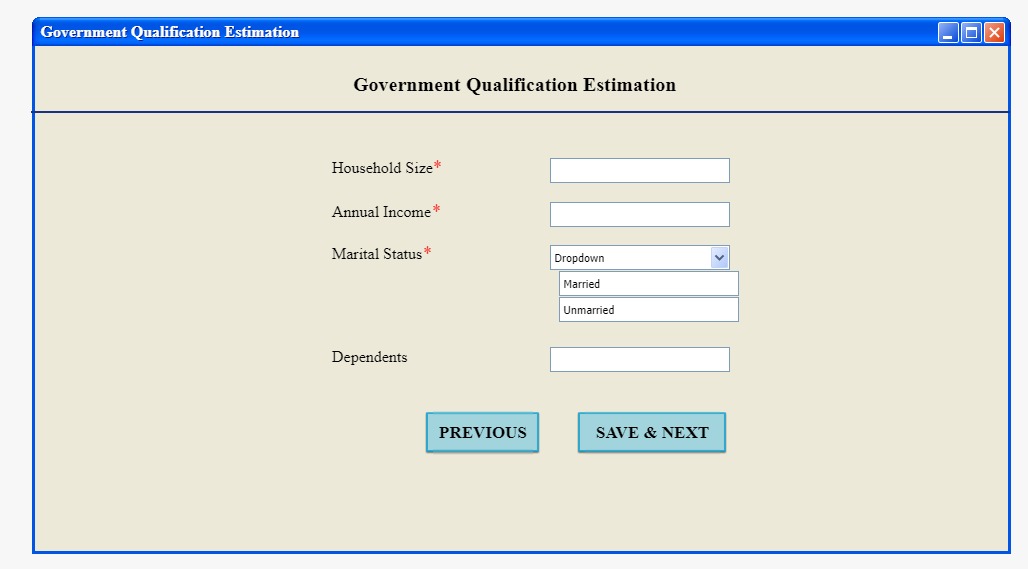 Government Qualification Estimation
Government Qualification Estimation
Household Size*
Annual Income*
Marital Status*
Dropdown
Married
Unmarried
Dependents
PREVIOUS
SAVE & NEXT